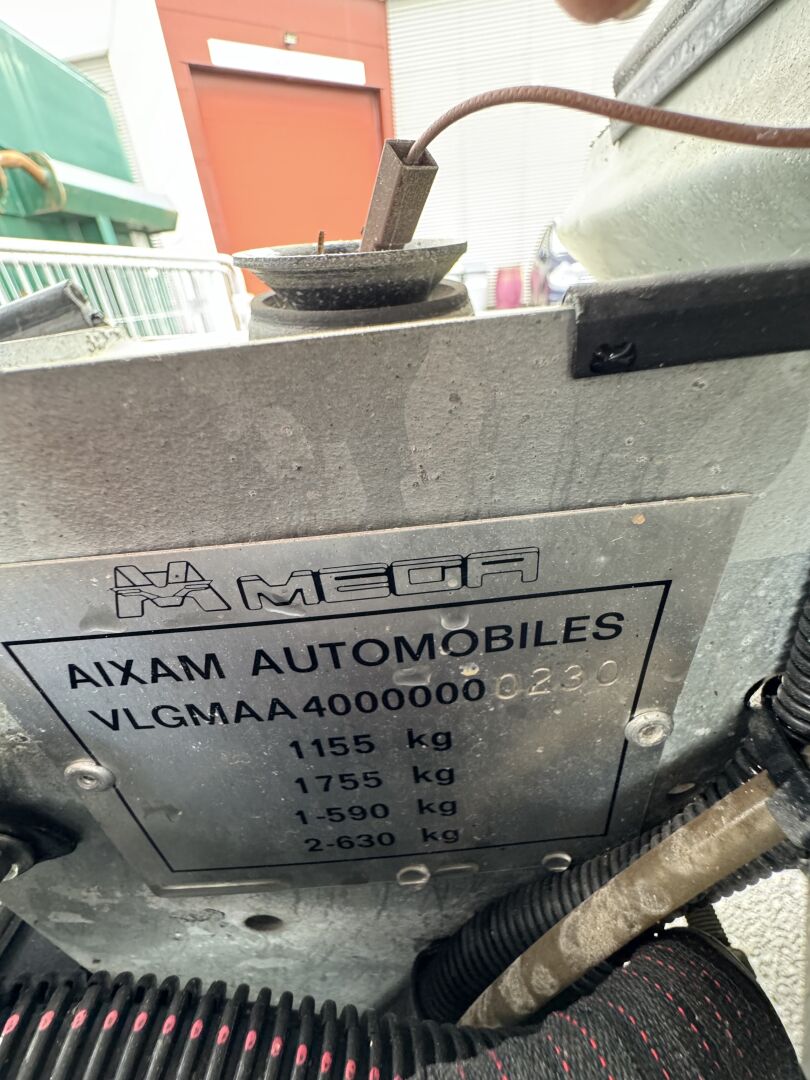 MEGA
AIXAM AUTOMOBILES
VLGMAA40000000230
1155 kg
1755 kg
1-590 kg
2-630 kg